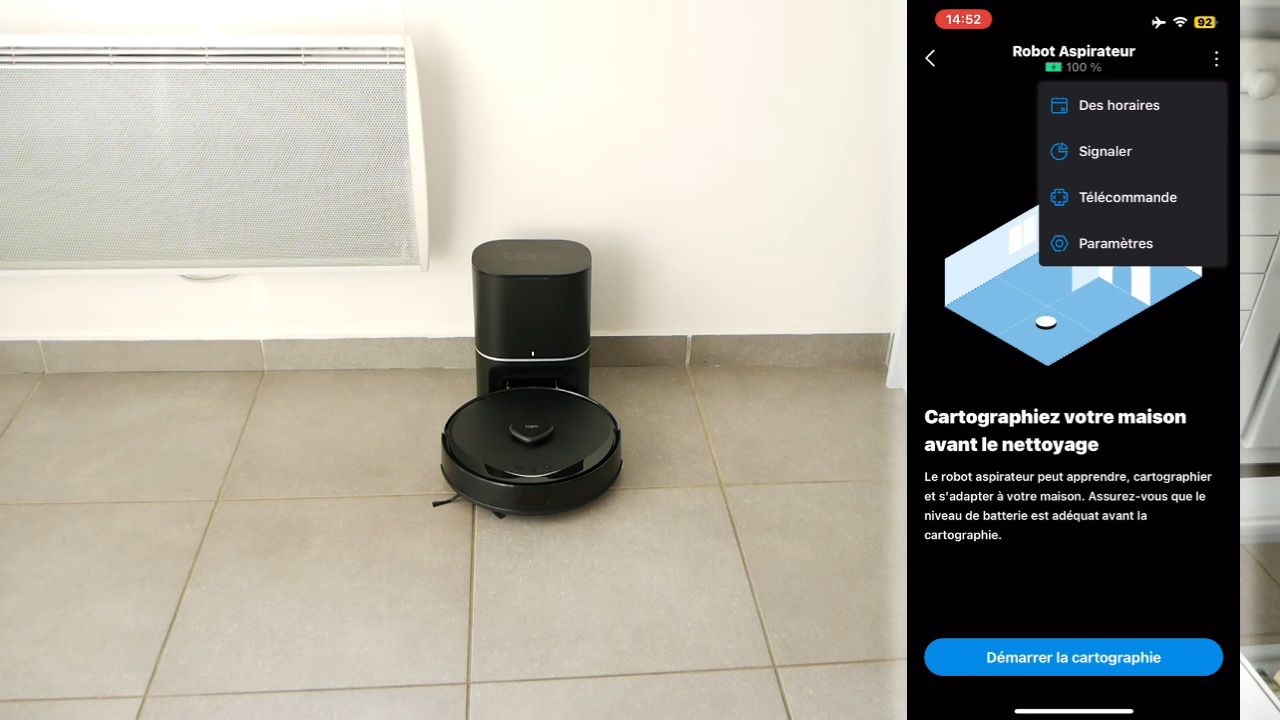 14:52
92
Robot Aspirateur
100 %
Des horaires
Signaler
Télécommande
Paramètres
Cartographiez votre maison
avant le nettoyage
Le robot aspirateur peut apprendre, cartographier
et s'adapter à votre maison. Assurez-vous que le
niveau de batterie est adéquat avant la
cartographie.
Démarrer la cartographie
tapo